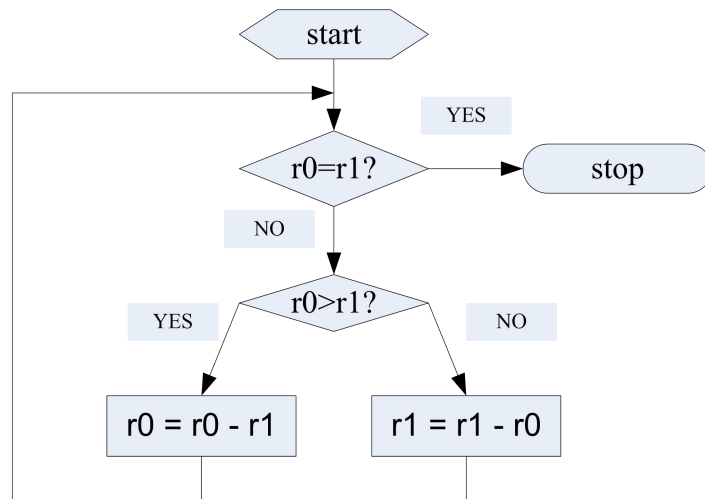 start
YES
r0=r1?
stop
NO
r0>r1?
YES
NO
r0 = r0 - r1
r1 = r1 - r0